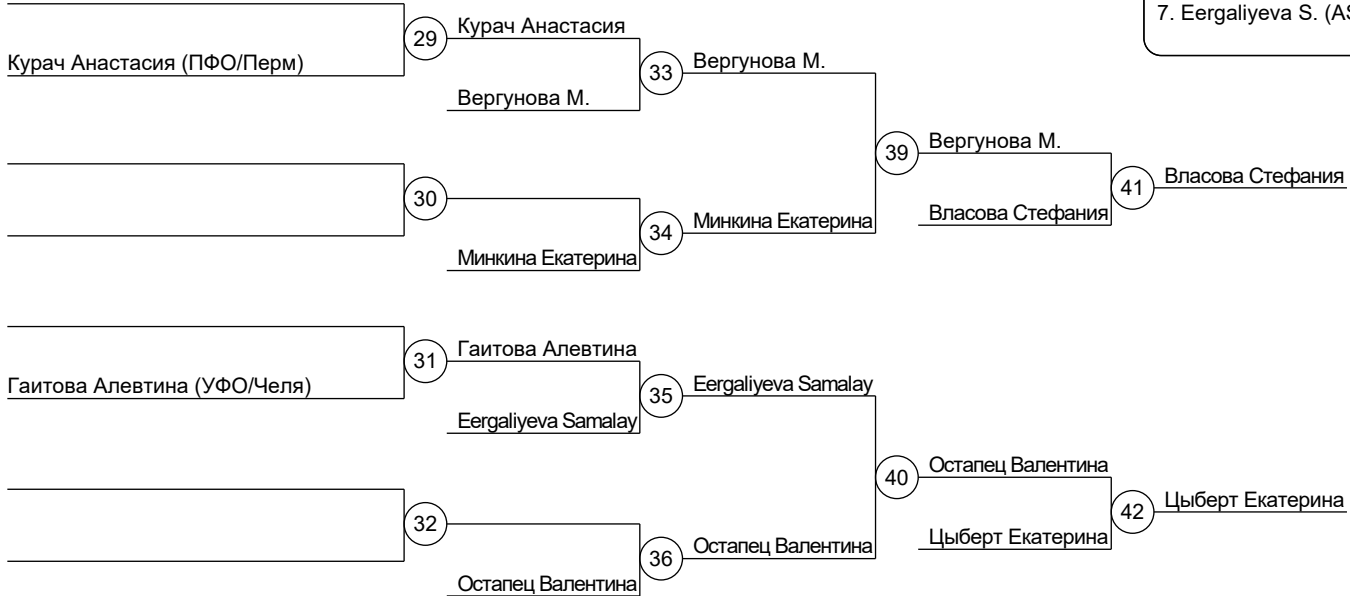 7. Eergaliyeva S. (AS
Курач Анастасия (ПФО/Перм)
29
Курач Анастасия
Вергунова М.
33
Вергунова М.
30
Минкина Екатерина
34
Минкина Екатерина
39
Вергунова М.
Власова Стефания
41
Власова Стефания
Гаитова Алевтина (УФО/Челя)
31
Гаитова Алевтина
Eergaliyeva Samalay
35
Eergaliyeva Samalay
32
Остапец Валентина
36
Остапец Валентина
40
Остапец Валентина
Цыберт Екатерина
42
Цыберт Екатерина